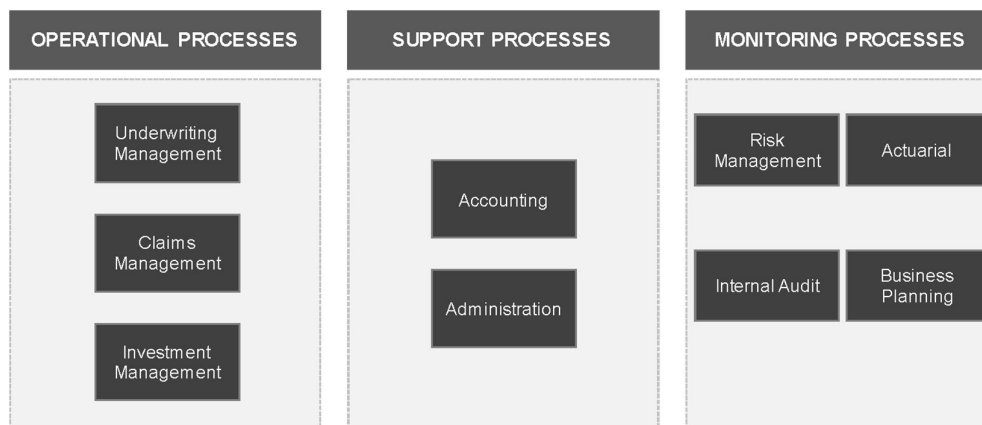 OPERATIONAL PROCESSES
SUPPORT PROCESSES
MONITORING PROCESSES
Underwriting
Management
Claims
Management
Investment
Management
Accounting
Administration
Risk
Management
Actuarial
Internal Audit
Business
Planning